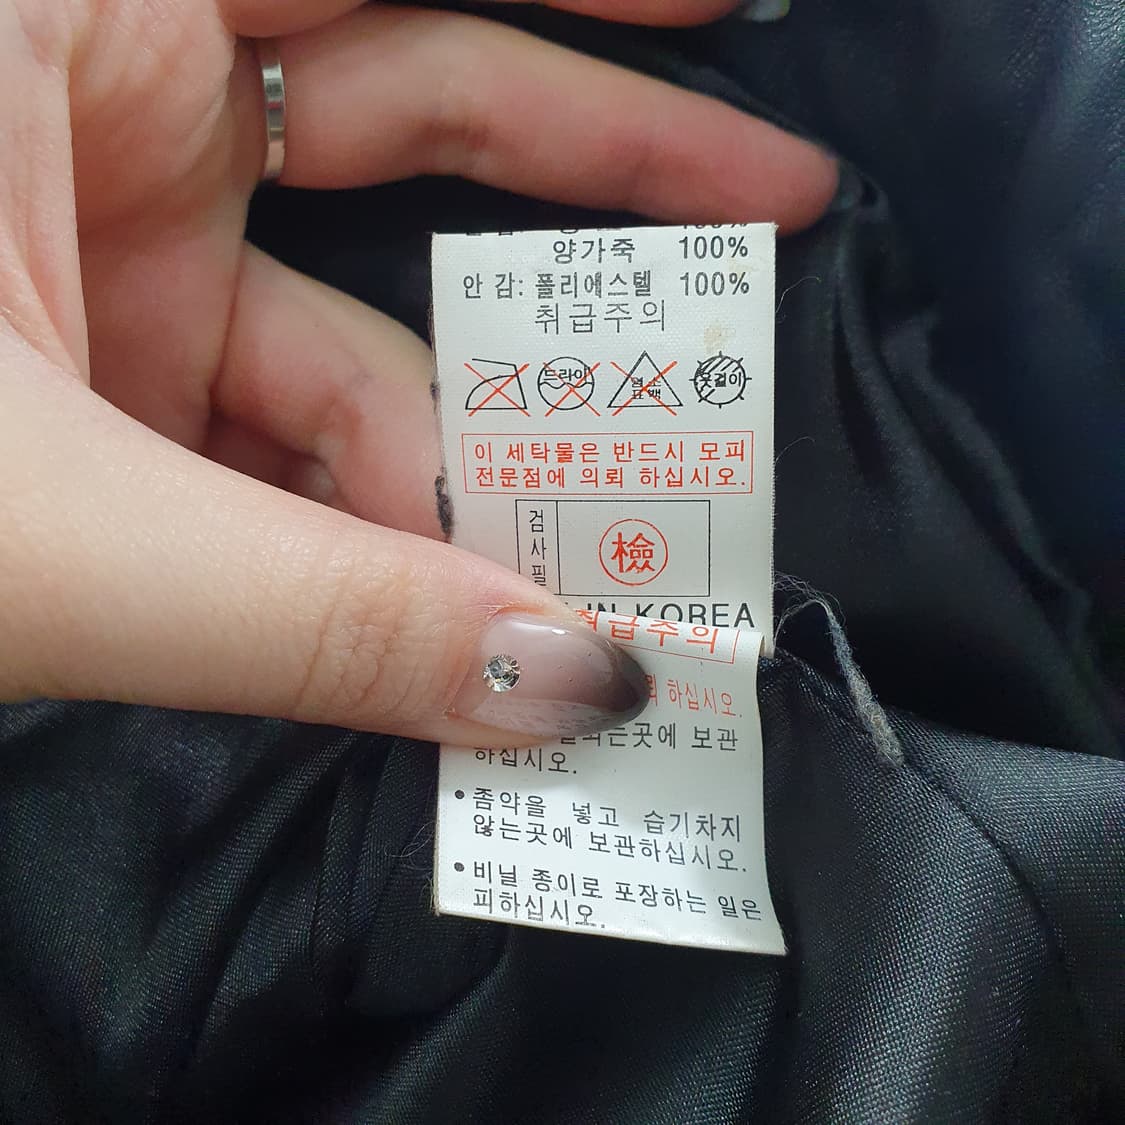 양가죽 100%
안 감: 폴리에스텔 100%
취급주의
드라이
염소
표백
옷걸이
이 세탁물은 반드시 모피
전문점에 의뢰 하십시오.
검사필
檢
IN KOREA
취급주의
하십시오.
되는곳에 보관
하십시오.
• 좀약을 넣고 습기차지
않는곳에 보관하십시오.
• 비닐 종이로 포장하는 일은
피하십시오.